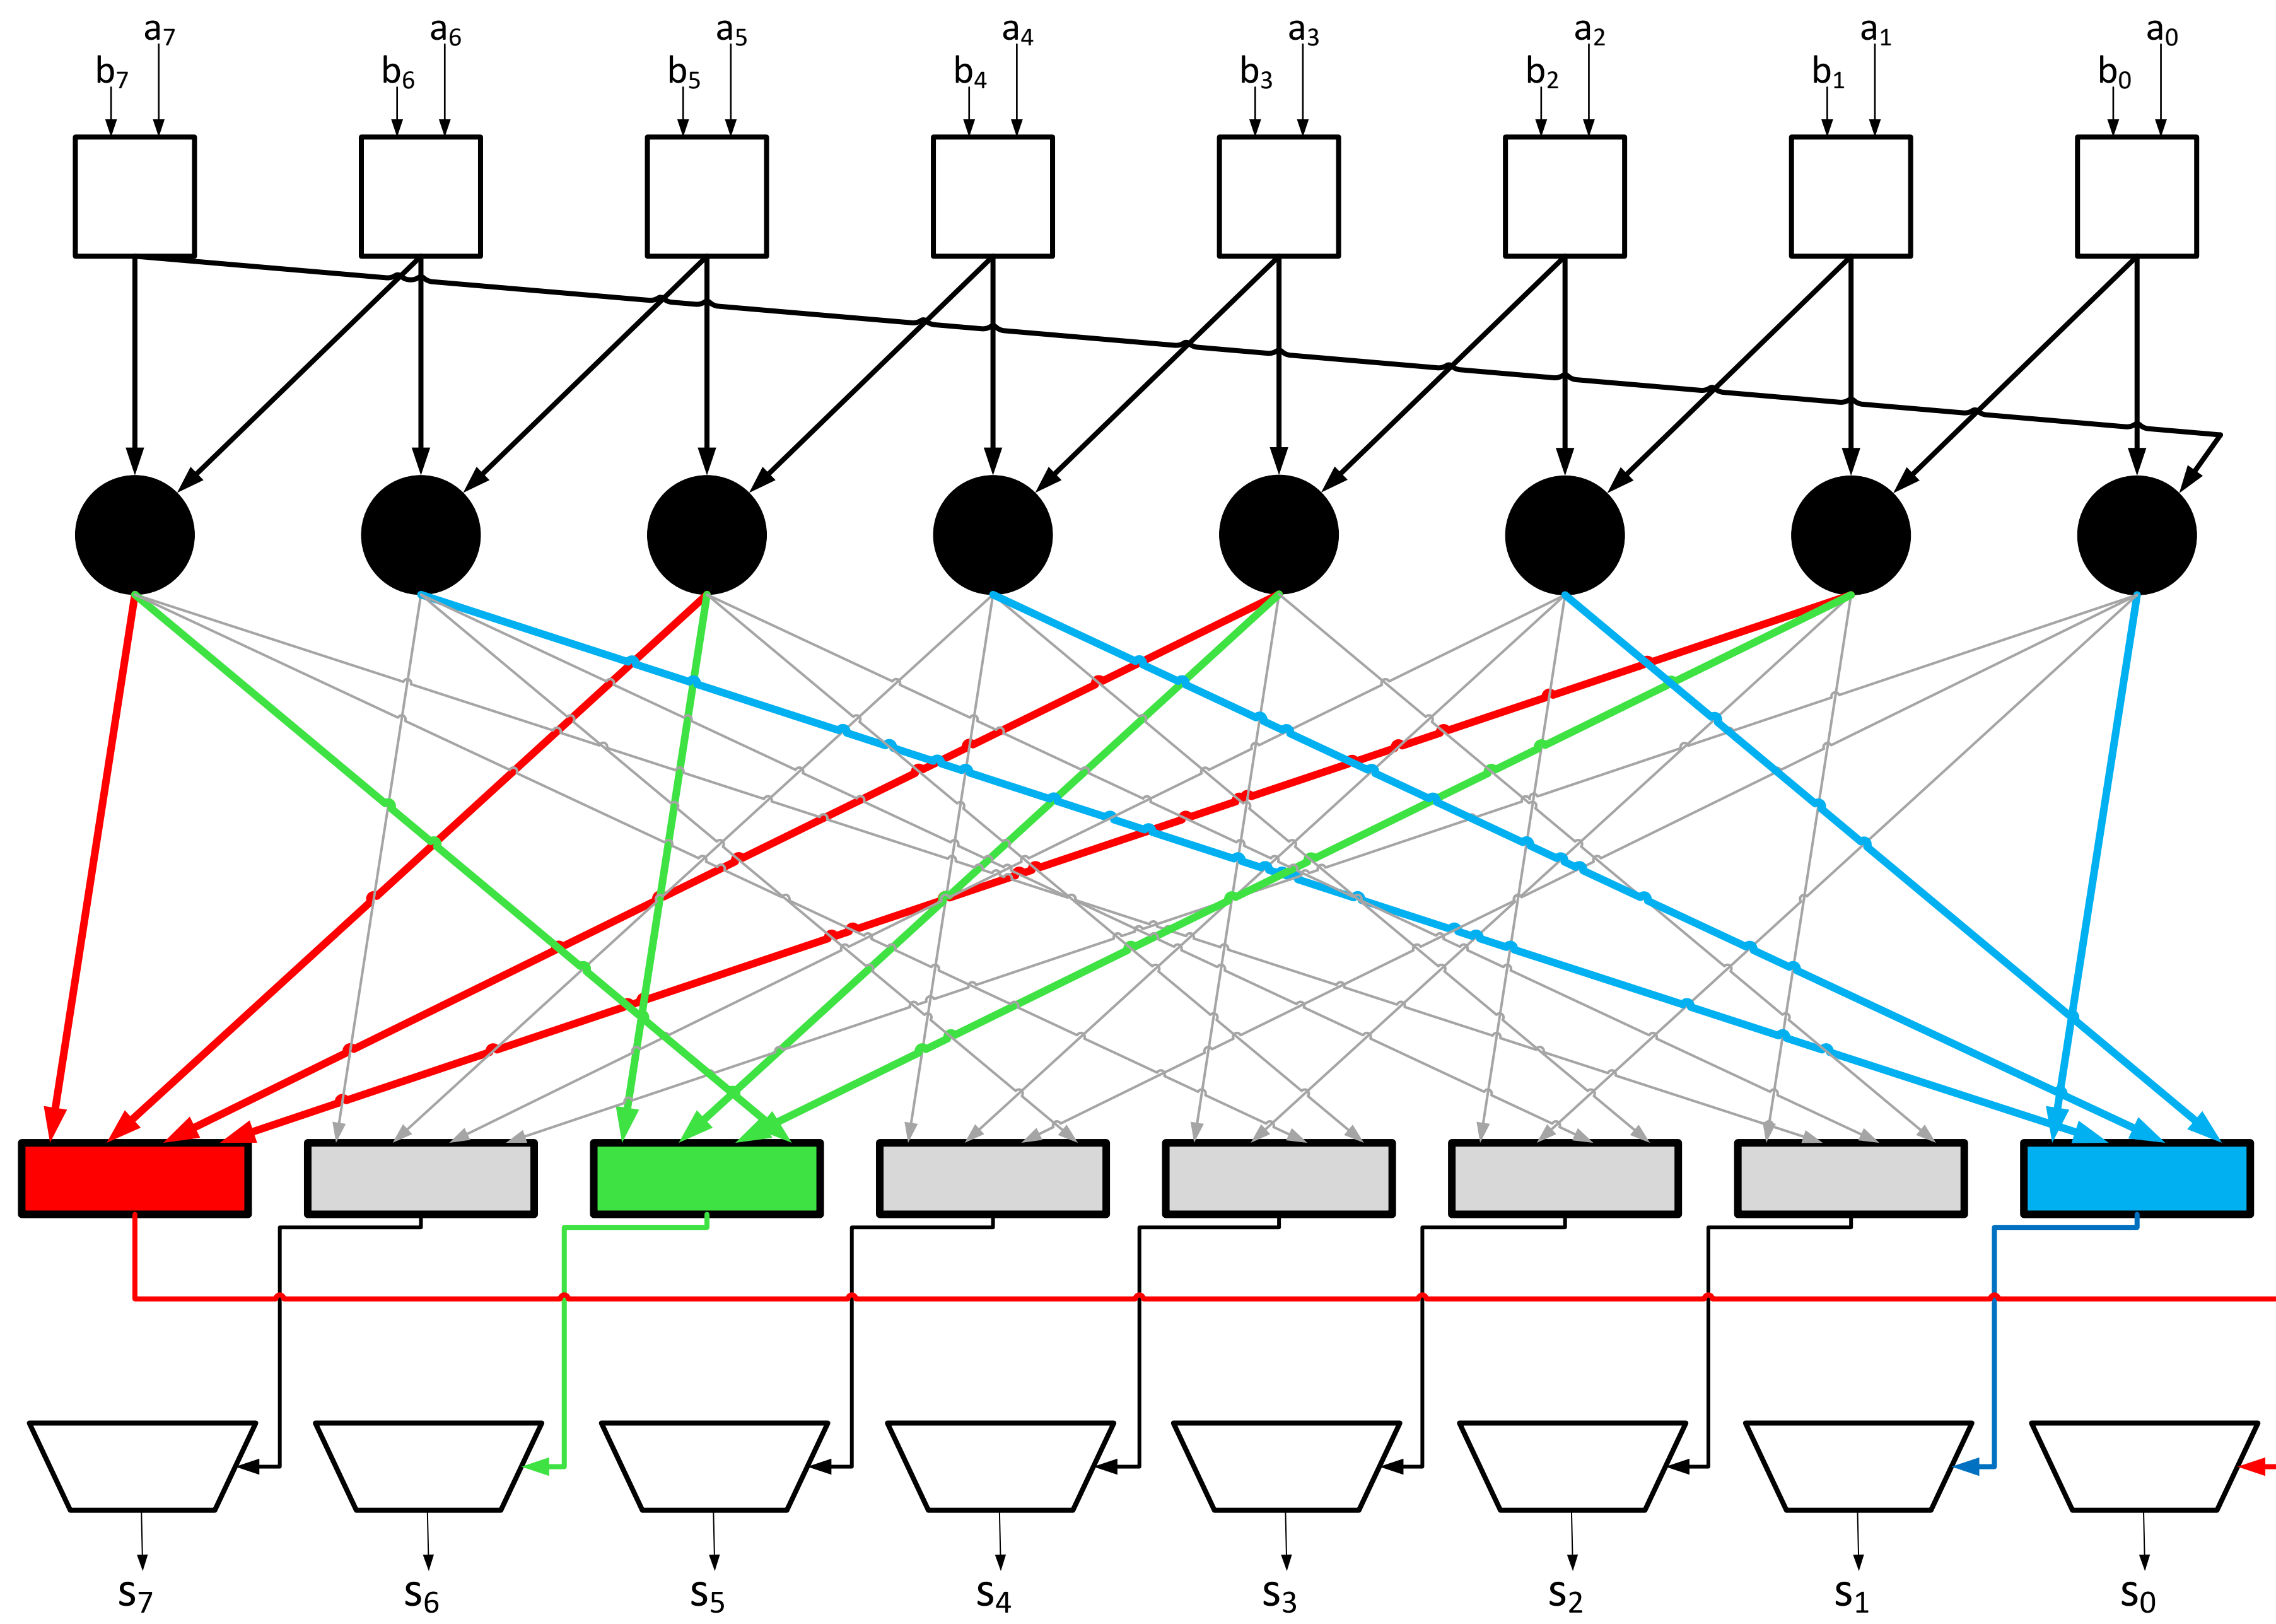 a₇ a₆ a₅ a₄ a₃ a₂ a₁ a₀
b₇ b₆ b₅ b₄ b₃ b₂ b₁ b₀
s₇ s₆ s₅ s₄ s₃ s₂ s₁ s₀